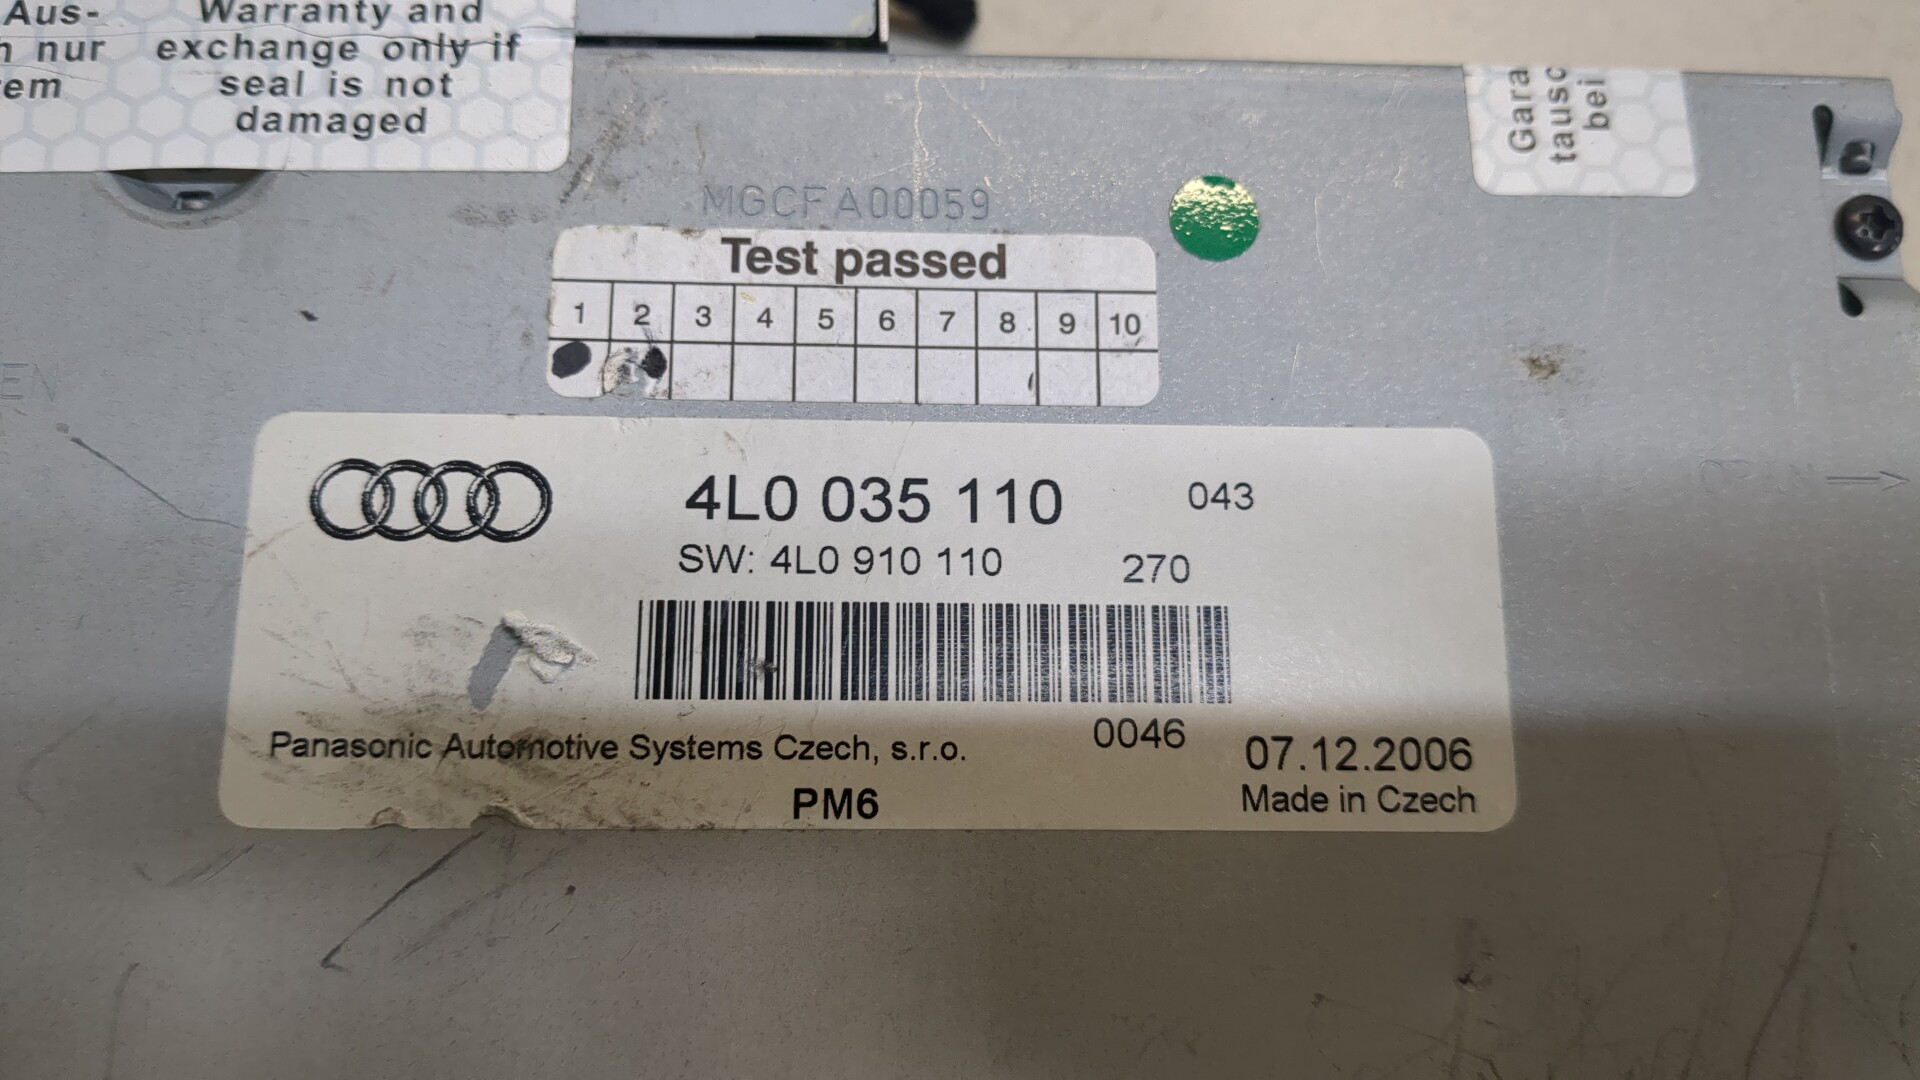 Aus-
nur
em
Warranty and
exchange only if
seal is not
damaged
Gara
tausc
bei
MGCFA00059
Test passed
1 2 3 4 5 6 7 8 9 10
EN
4L0 035 110 043
SW: 4L0 910 110 270
0046
Panasonic Automotive Systems Czech, s.r.o.
07.12.2006
PM6
Made in Czech